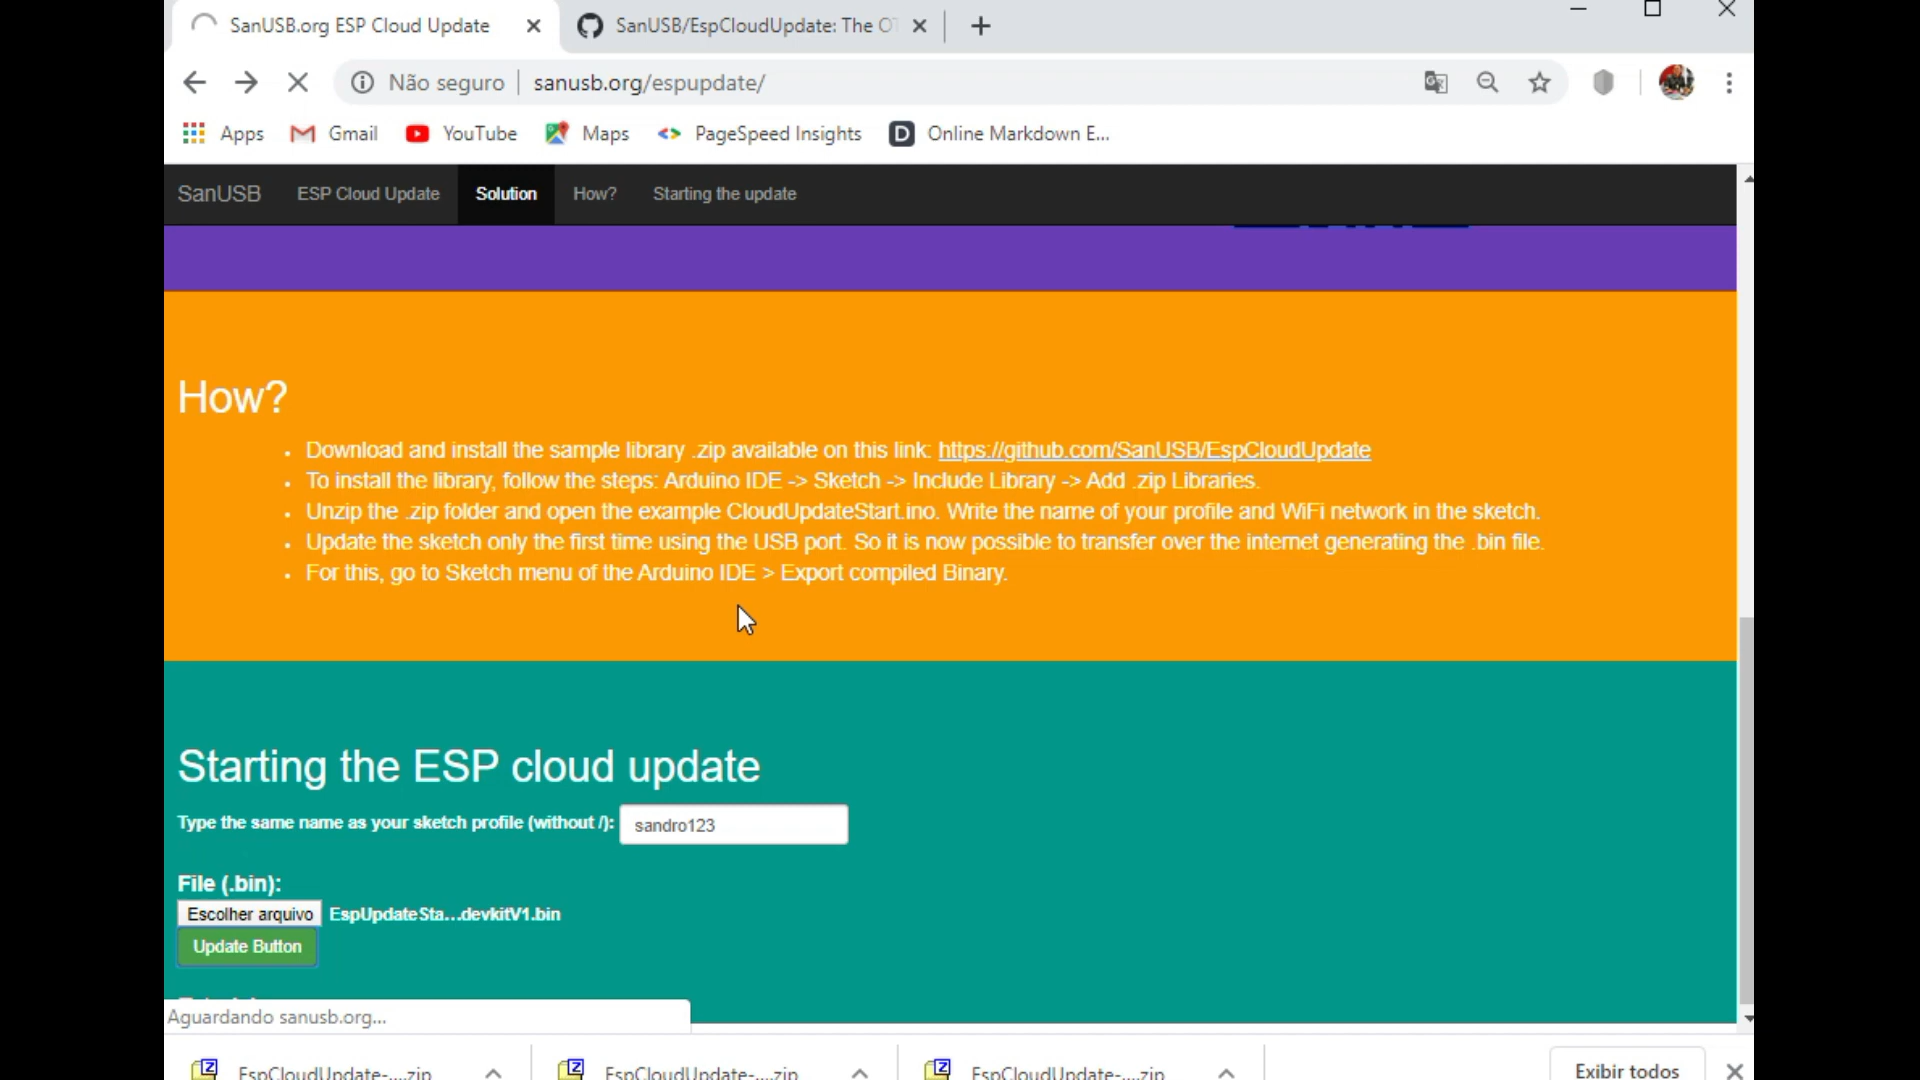 SanUSB.org ESP Cloud Update
SanUSB/EspCloudUpdate: The O
Não seguro
sanusb.org/espupdate/
Apps
Gmail
YouTube
Maps
PageSpeed Insights
Online Markdown E...
SanUSB
ESP Cloud Update
Solution
How?
Starting the update
How?
Download and install the sample library .zip available on this link: https://github.com/SanUSB/EspCloudUpdate
To install the library, follow the steps: Arduino IDE -> Sketch -> Include Library -> Add .zip Libraries.
Unzip the .zip folder and open the example CloudUpdateStart.ino. Write the name of your profile and WiFi network in the sketch.
Update the sketch only the first time using the USB port. So it is now possible to transfer over the internet generating the .bin file.
For this, go to Sketch menu of the Arduino IDE > Export compiled Binary.
Starting the ESP cloud update
Type the same name as your sketch profile (without /):
sandro123
File (.bin):
Escolher arquivo
EspUpdateSta...devkitV1.bin
Update Button
Aguardando sanusb.org...
EspCloudUpdate-....zip
EspCloudUpdate-....zip
EspCloudUpdate-....zip
Exibir todos